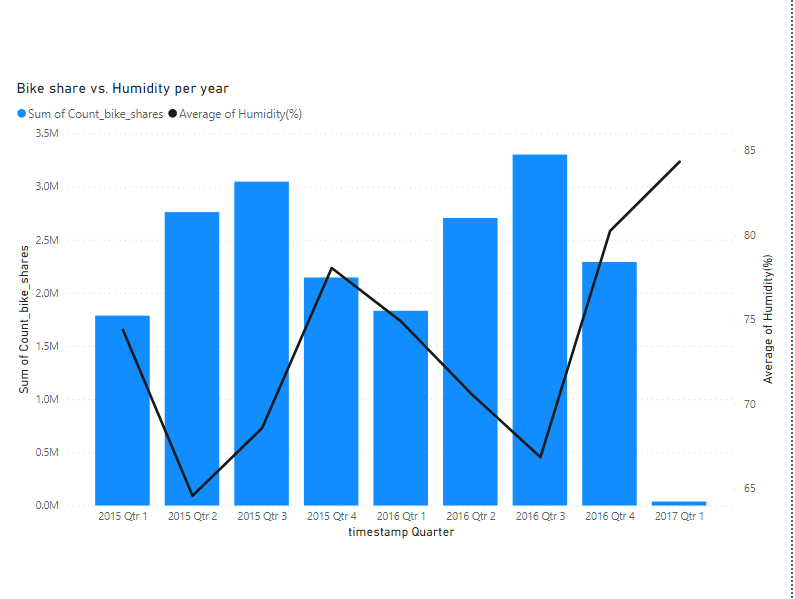 Bike share vs. Humidity per year
Sum of Count_bike_shares Average of Humidity(%)
3.5M
3.0M
2.5M
2.0M
1.5M
1.0M
0.5M
0.0M
Sum of Count_bike_shares
85
80
75
70
65
Average of Humidity(%)
2015 Qtr 1 2015 Qtr 2 2015 Qtr 3 2015 Qtr 4 2016 Qtr 1 2016 Qtr 2 2016 Qtr 3 2016 Qtr 4 2017 Qtr 1
timestamp Quarter